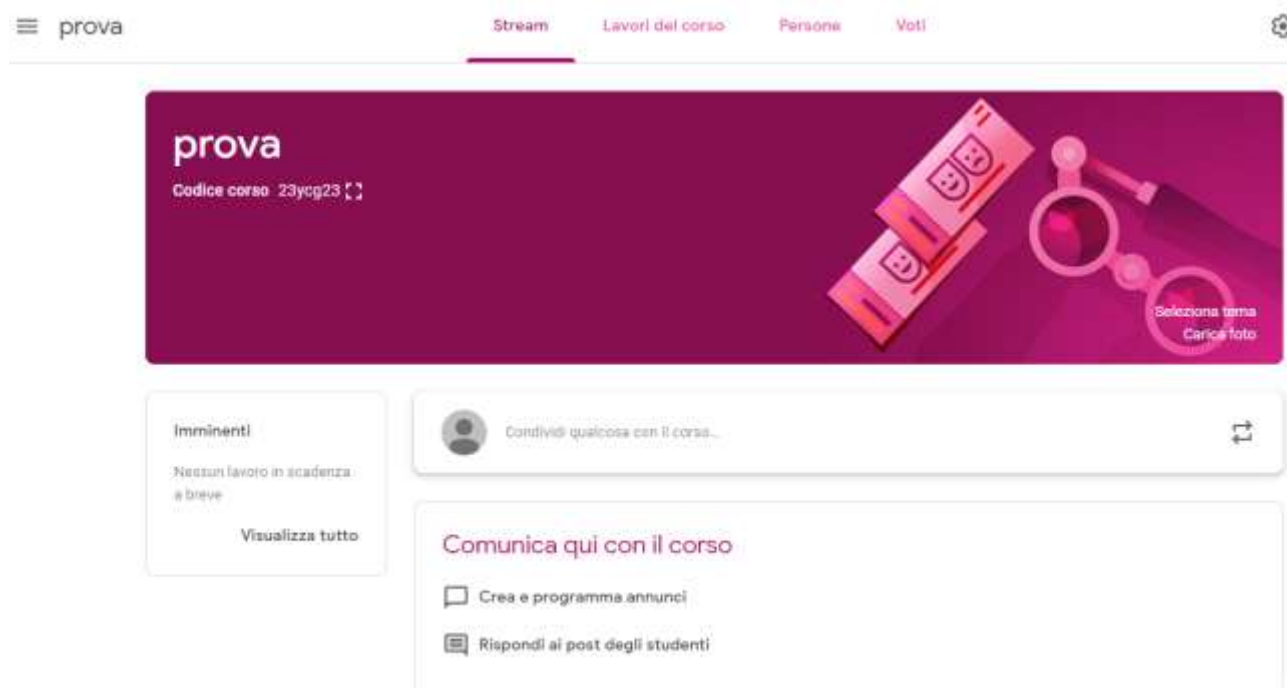 prova
Stream Lavori del corso Persone Voti
prova
Codice corso 23ycg23
Seleziona tema
Carica foto
Imminenti
Nessun lavoro in scadenza
a breve
Visualizza tutto
Condividi qualcosa con il corso...
Comunica qui con il corso
Crea e programma annunci
Rispondi ai post degli studenti